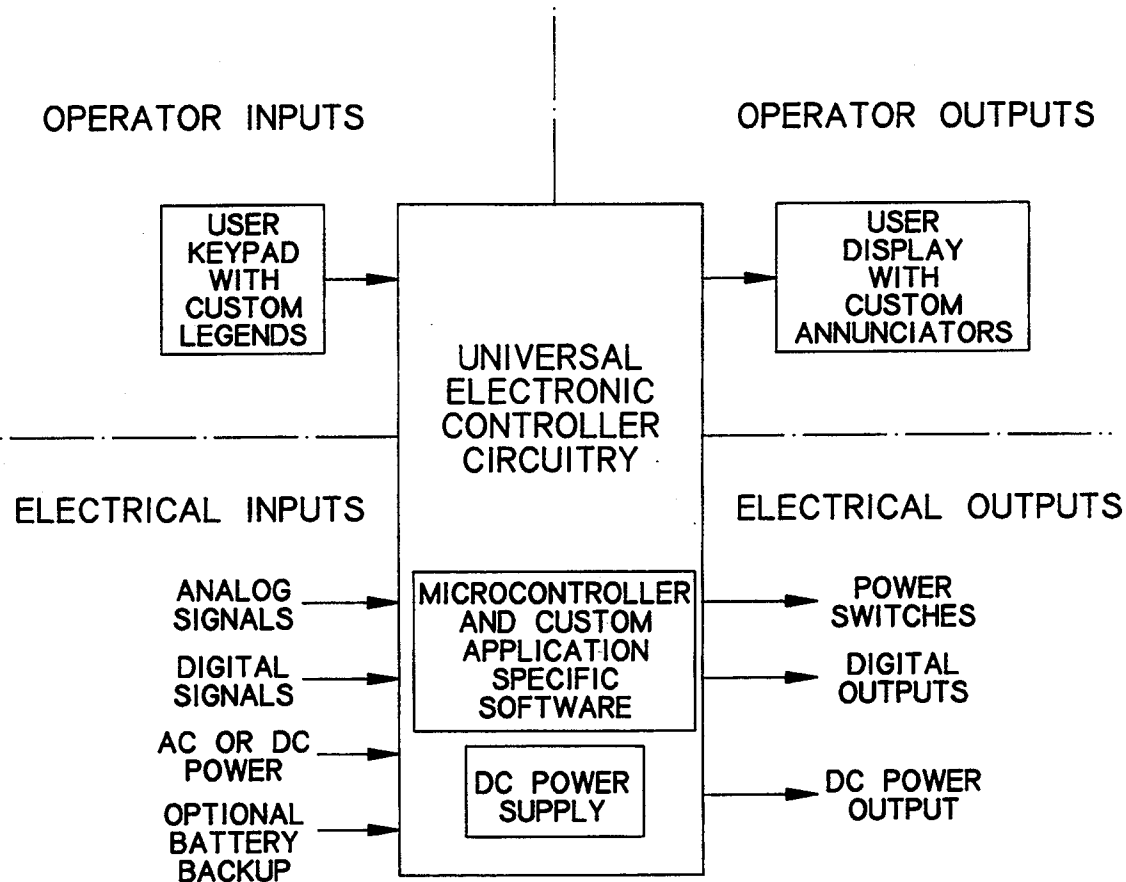 OPERATOR INPUTS
OPERATOR OUTPUTS
USER
KEYPAD
WITH
CUSTOM
LEGENDS
USER
DISPLAY
WITH
CUSTOM
ANNUNCIATORS
UNIVERSAL
ELECTRONIC
CONTROLLER
CIRCUITRY
ELECTRICAL INPUTS
ELECTRICAL OUTPUTS
ANALOG
SIGNALS
DIGITAL
SIGNALS
AC OR DC
POWER
OPTIONAL
BATTERY
BACKUP
MICROCONTROLLER
AND CUSTOM
APPLICATION
SPECIFIC
SOFTWARE
DC POWER
SUPPLY
POWER
SWITCHES
DIGITAL
OUTPUTS
DC POWER
OUTPUT